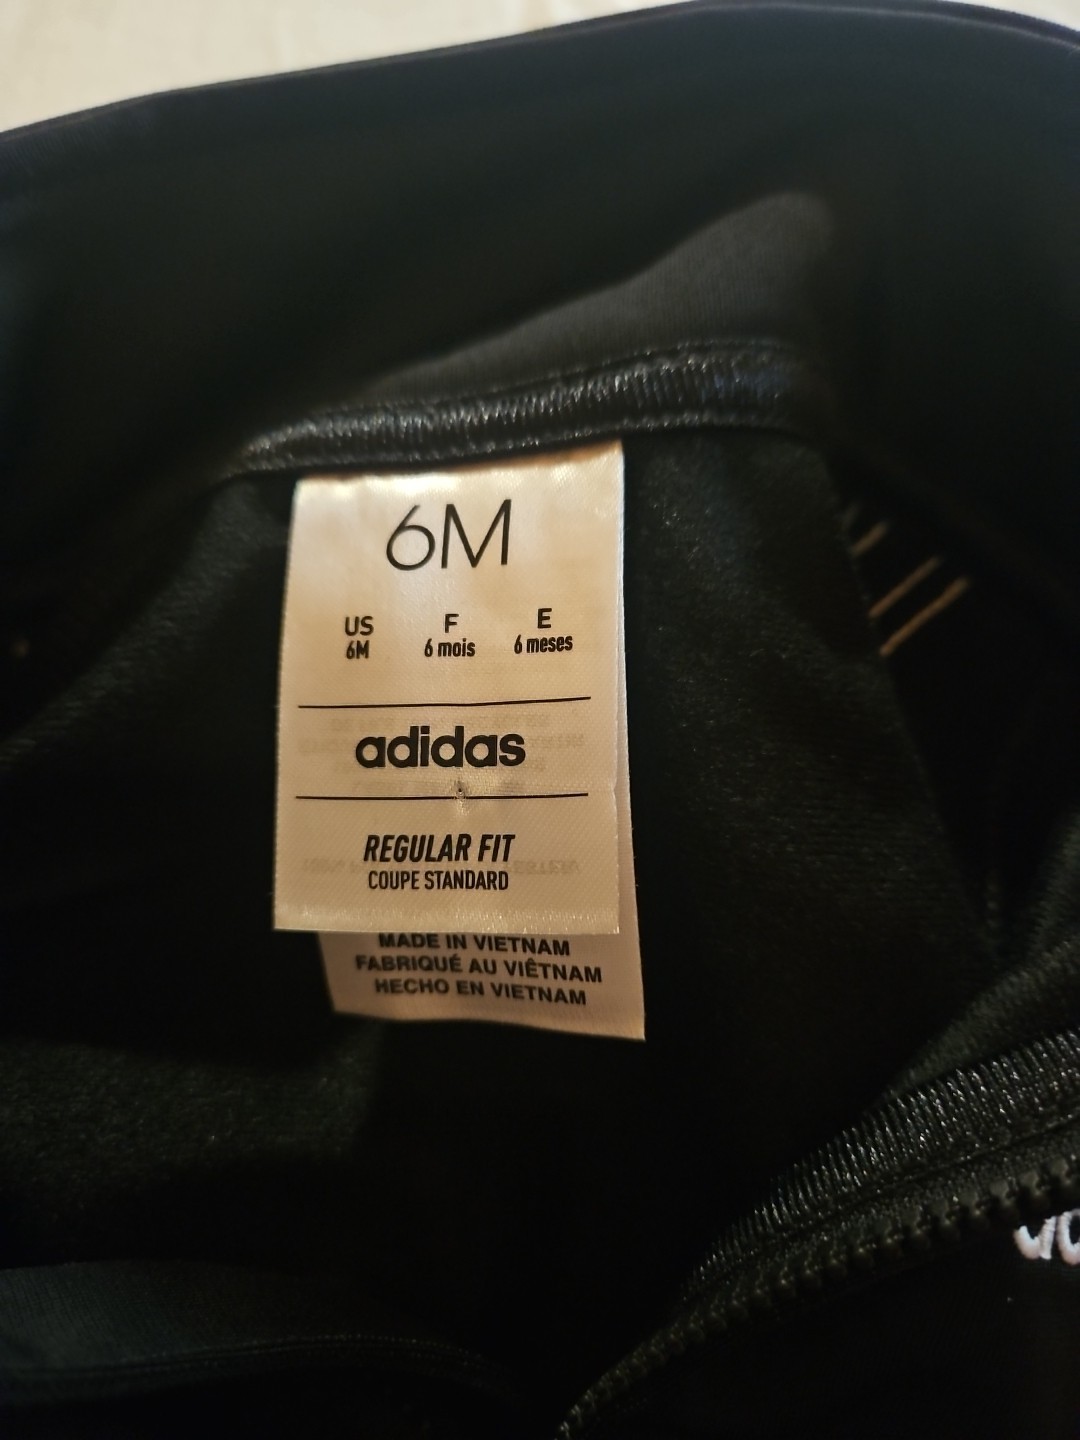 6M
US F E
6M 6 mois 6 meses
adidas
REGULAR FIT
COUPE STANDARD
MADE IN VIETNAM
FABRIQUÉ AU VIÊTNAM
HECHO EN VIETNAM